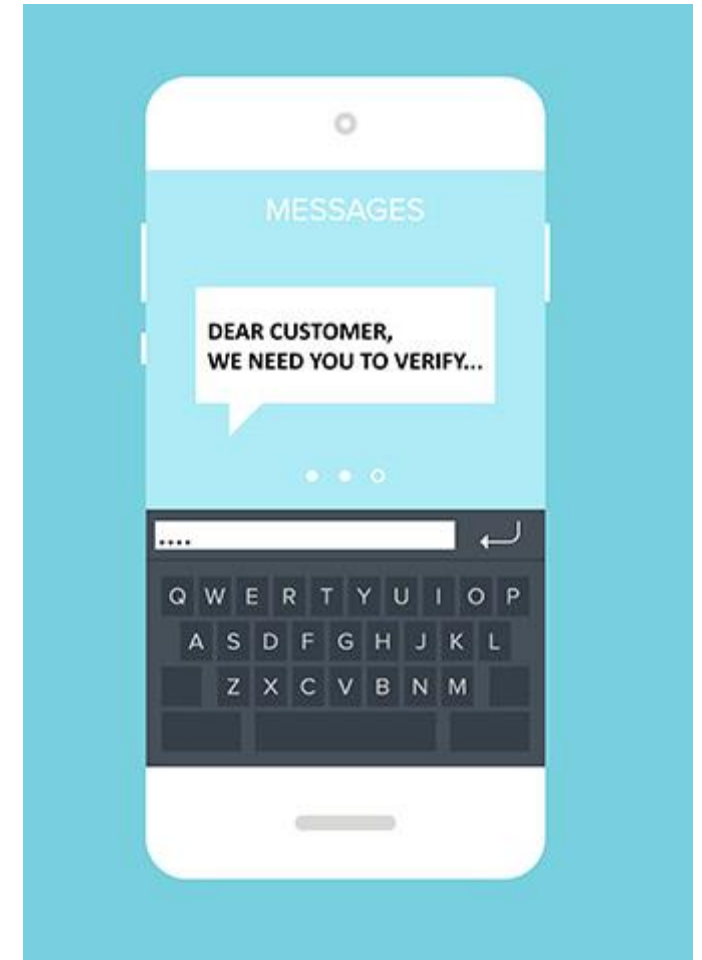 MESSAGES
DEAR CUSTOMER,
WE NEED YOU TO VERIFY...
....
Q W E R T Y U I O P
A S D F G H J K L
Z X C V B N M